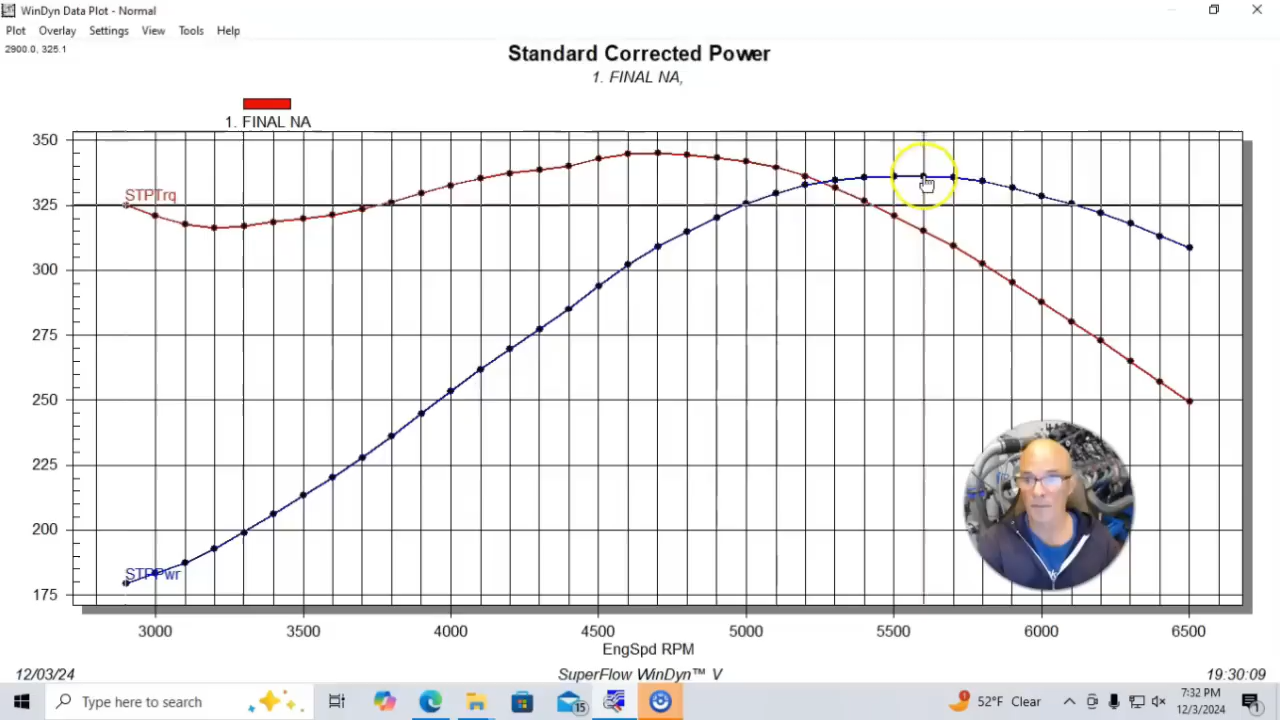 WinDyn Data Plot - Normal
Plot Overlay Settings View Tools Help
2900.0, 325.1
Standard Corrected Power
1. FINAL NA,
1. FINAL NA
350
STPTrq
325
300
275
250
225
200
STPPwr
175
3000 3500 4000 4500 5000 5500 6000 6500
EngSpd RPM
12/03/24 SuperFlow WinDyn™ V 19:30:09
Type here to search
15
52°F Clear
7:32 PM
12/3/2024
1